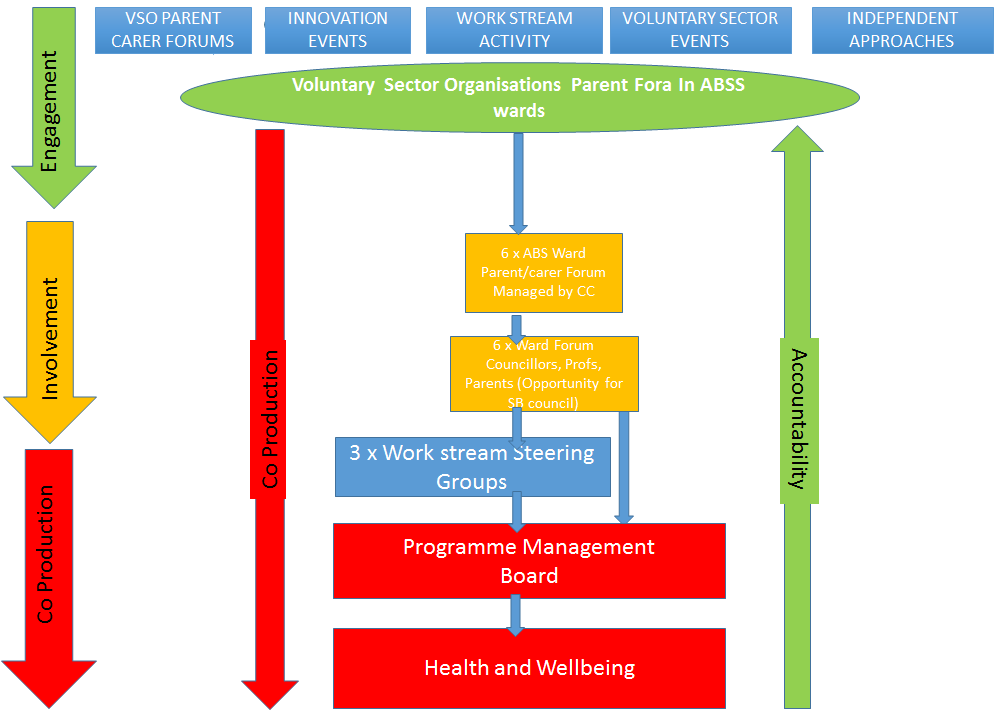 VSO PARENT
CARER FORUMS
INNOVATION
EVENTS
WORK STREAM
ACTIVITY
VOLUNTARY SECTOR
EVENTS
INDEPENDENT
APPROACHES
Voluntary Sector Organisations Parent Fora In ABSS
wards
Engagement
Involvement
Co Production
Co Production
6 x ABS Ward
Parent/carer Forum
Managed by CC
6 x Ward Forum
Councillors, Profs,
Parents (Opportunity for
SB council)
3 x Work stream Steering
Groups
Programme Management
Board
Health and Wellbeing
Accountability